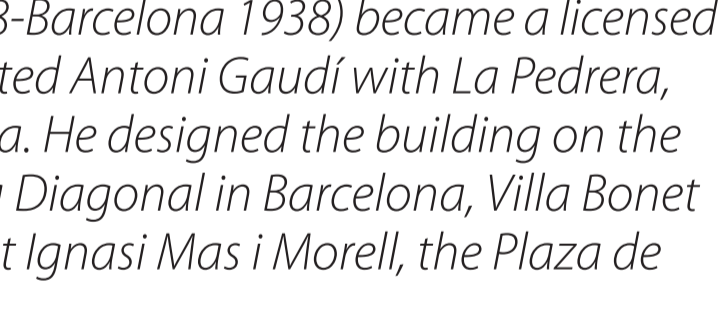 8-Barcelona 1938) became a licensed
ted Antoni Gaudí with La Pedrera,
a. He designed the building on the
Diagonal in Barcelona, Villa Bonet
t Ignasi Mas i Morell, the Plaza de